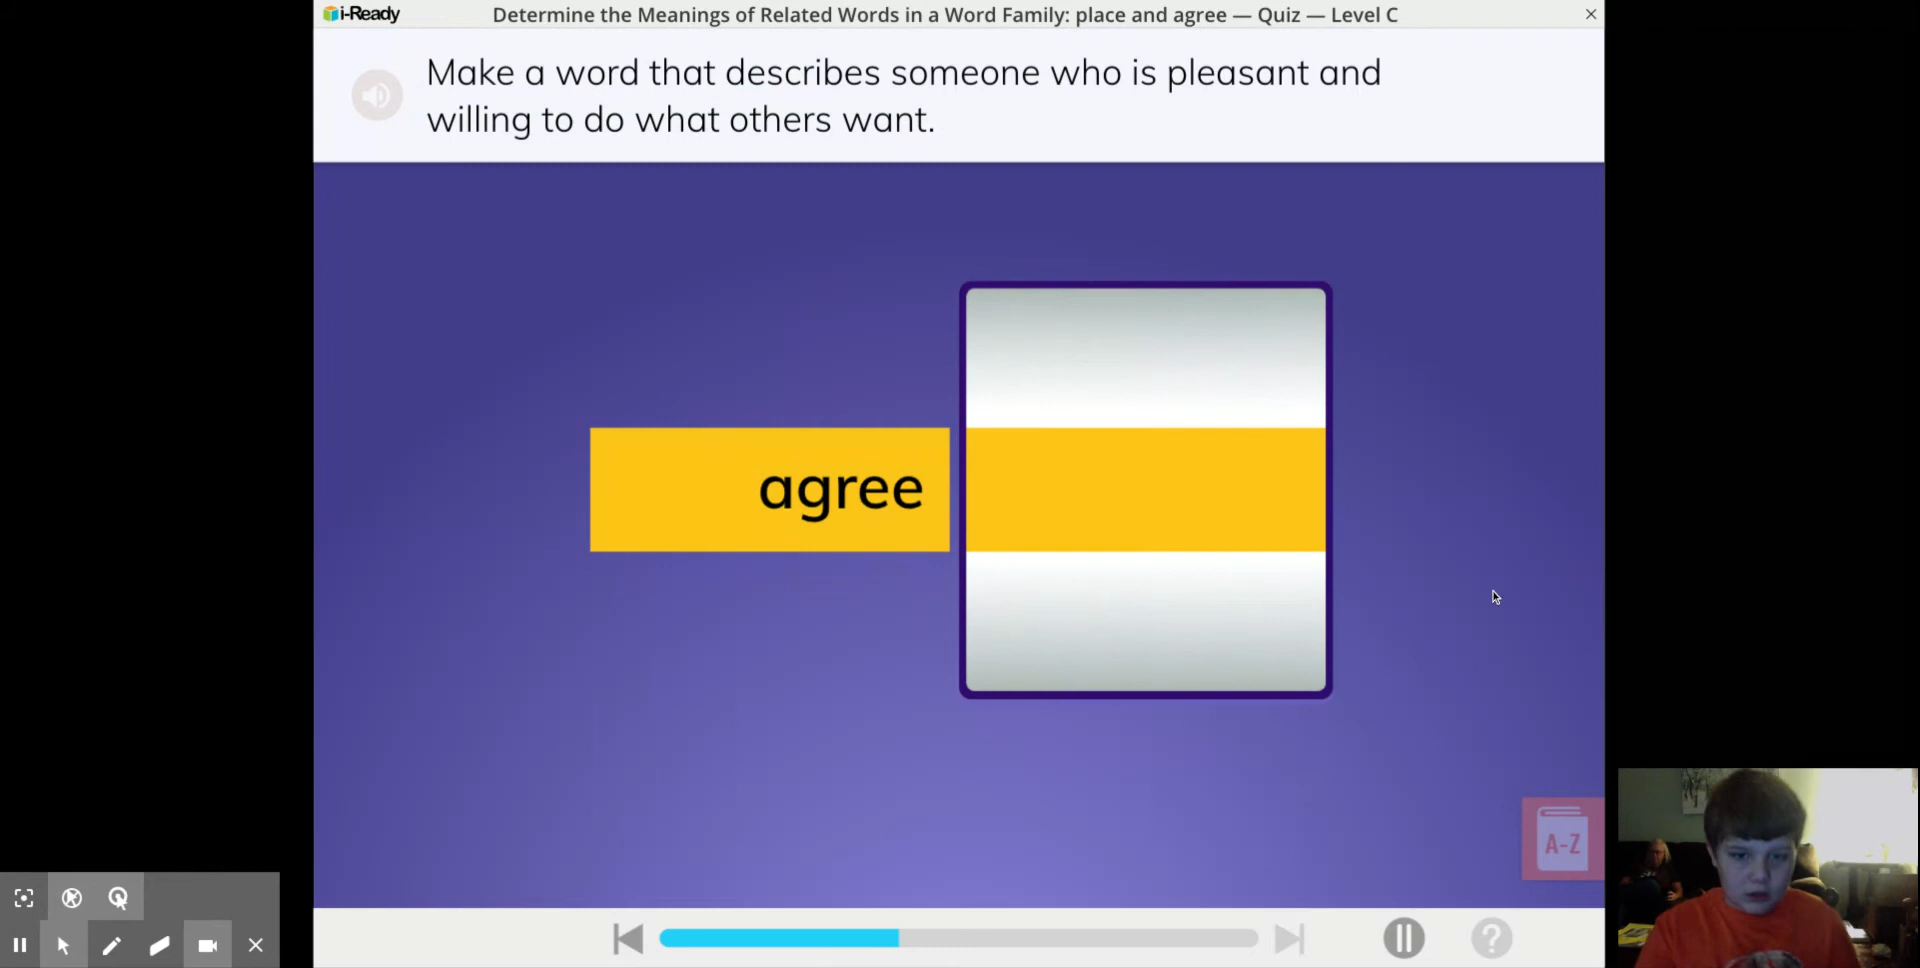 i-Ready
Determine the Meanings of Related Words in a Word Family: place and agree — Quiz — Level C
Make a word that describes someone who is pleasant and
willing to do what others want.
agree
A-Z